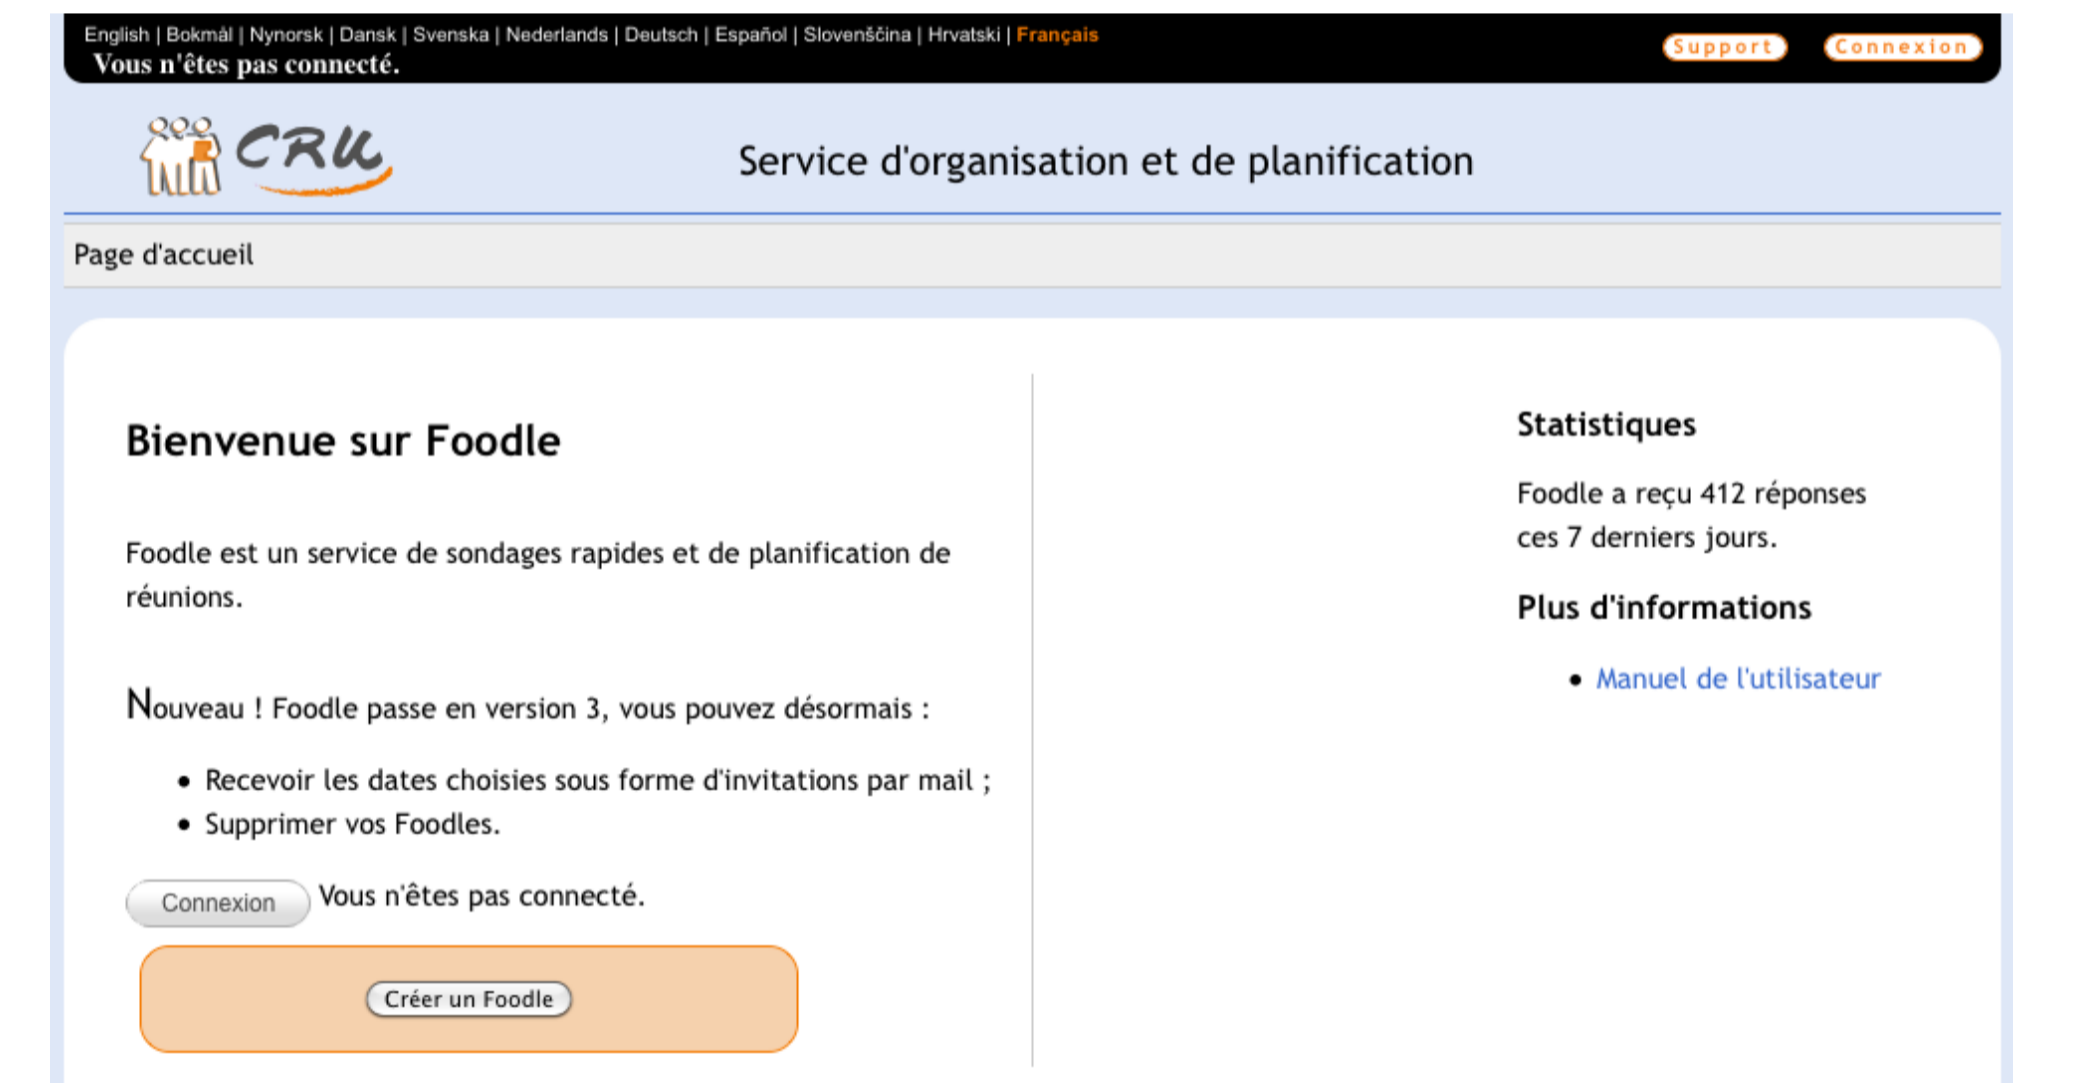 English | Bokmål | Nynorsk | Dansk | Svenska | Nederlands | Deutsch | Español | Slovenščina | Hrvatski | Français
Vous n'êtes pas connecté.
Support
Connexion
CRU
Service d'organisation et de planification
Page d'accueil
Bienvenue sur Foodle
Foodle est un service de sondages rapides et de planification de
réunions.
Nouveau ! Foodle passe en version 3, vous pouvez désormais :
• Recevoir les dates choisies sous forme d'invitations par mail ;
• Supprimer vos Foodles.
Connexion Vous n'êtes pas connecté.
Créer un Foodle
Statistiques
Foodle a reçu 412 réponses
ces 7 derniers jours.
Plus d'informations
• Manuel de l'utilisateur